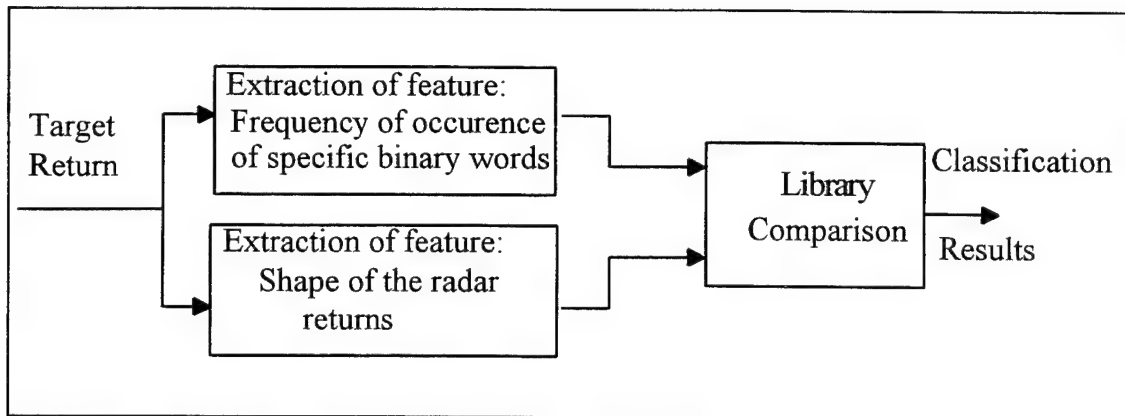 Target
Return
Extraction of feature:
Frequency of occurence
of specific binary words
Extraction of feature:
Shape of the radar
returns
Library
Comparison
Classification
Results